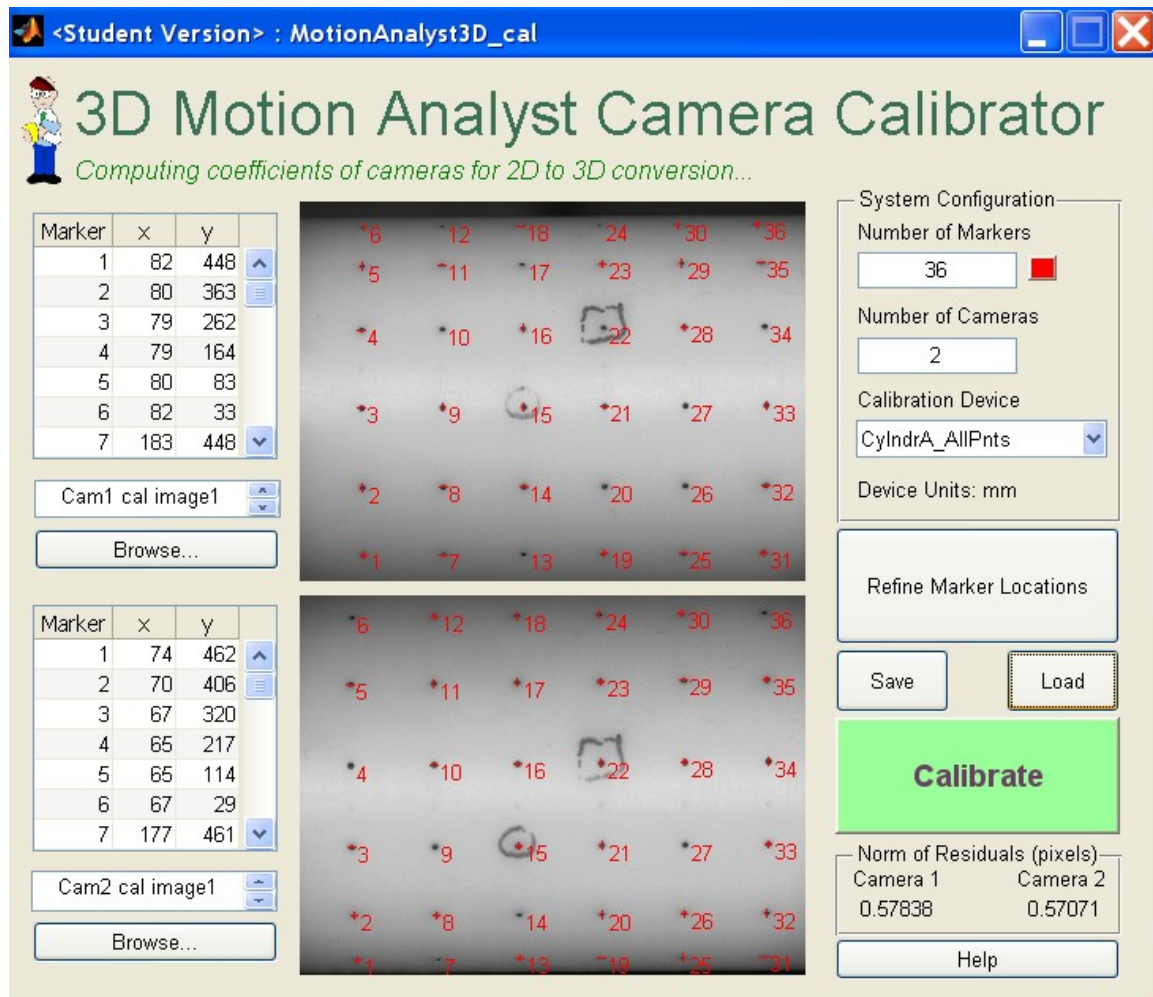 <Student Version> : MotionAnalyst3D_cal
3D Motion Analyst Camera Calibrator
Computing coefficients of cameras for 2D to 3D conversion...
Marker x y
1 82 448
2 80 363
3 79 262
4 79 164
5 80 83
6 82 33
7 183 448
Cam1 cal image1
Browse...
6 12 18 24 30 36
5 11 17 23 29 35
4 10 16 22 28 34
3 9 15 21 27 33
2 8 14 20 26 32
1 7 13 19 25 31
System Configuration
Number of Markers
36
Number of Cameras
2
Calibration Device
CylndrA_AllPnts
Device Units: mm
Refine Marker Locations
Save Load
Calibrate
Marker x y
1 74 462
2 70 406
3 67 320
4 65 217
5 65 114
6 67 29
7 177 461
Cam2 cal image1
Browse...
6 12 18 24 30 36
5 11 17 23 29 35
4 10 16 22 28 34
3 9 15 21 27 33
2 8 14 20 26 32
1 7 13 19 25 31
Norm of Residuals (pixels)
Camera 1 Camera 2
0.57838 0.57071
Help